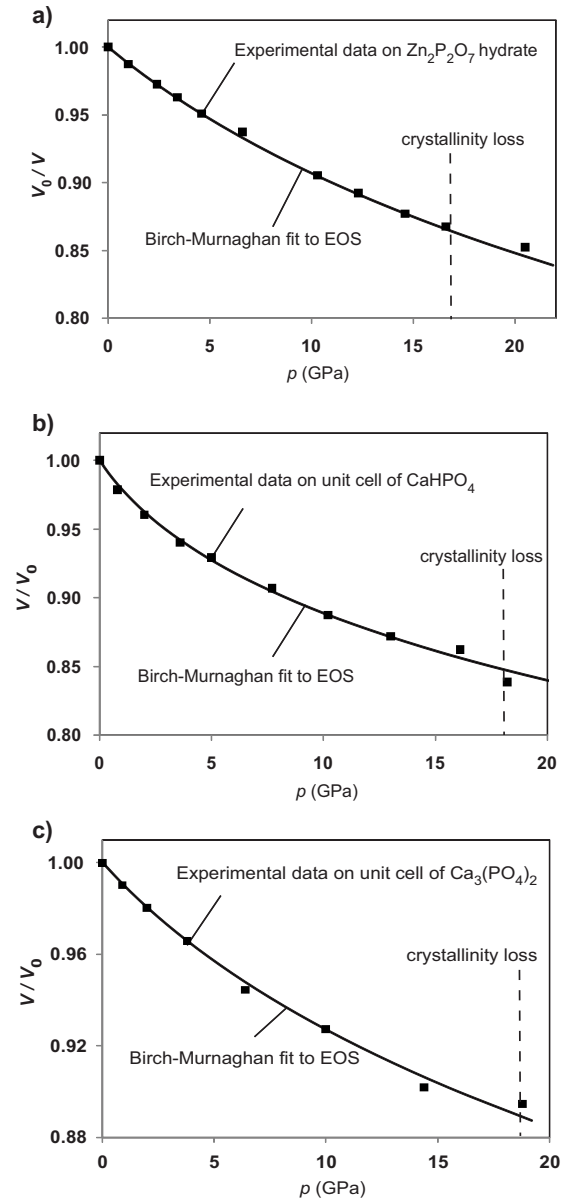 a)
1.00
Experimental data on Zn₂P₂O₇ hydrate
0.95
crystallinity loss
V₀ / V
0.90
Birch-Murnaghan fit to EOS
0.85
0.80
0 5 10 15 20
p (GPa)
b)
1.00
Experimental data on unit cell of CaHPO₄
0.95
crystallinity loss
V / V₀
0.90
Birch-Murnaghan fit to EOS
0.85
0.80
0 5 10 15 20
p (GPa)
c)
1.00
Experimental data on unit cell of Ca₃(PO₄)₂
0.96
crystallinity loss
V / V₀
0.92
Birch-Murnaghan fit to EOS
0.88
0 5 10 15 20
p (GPa)